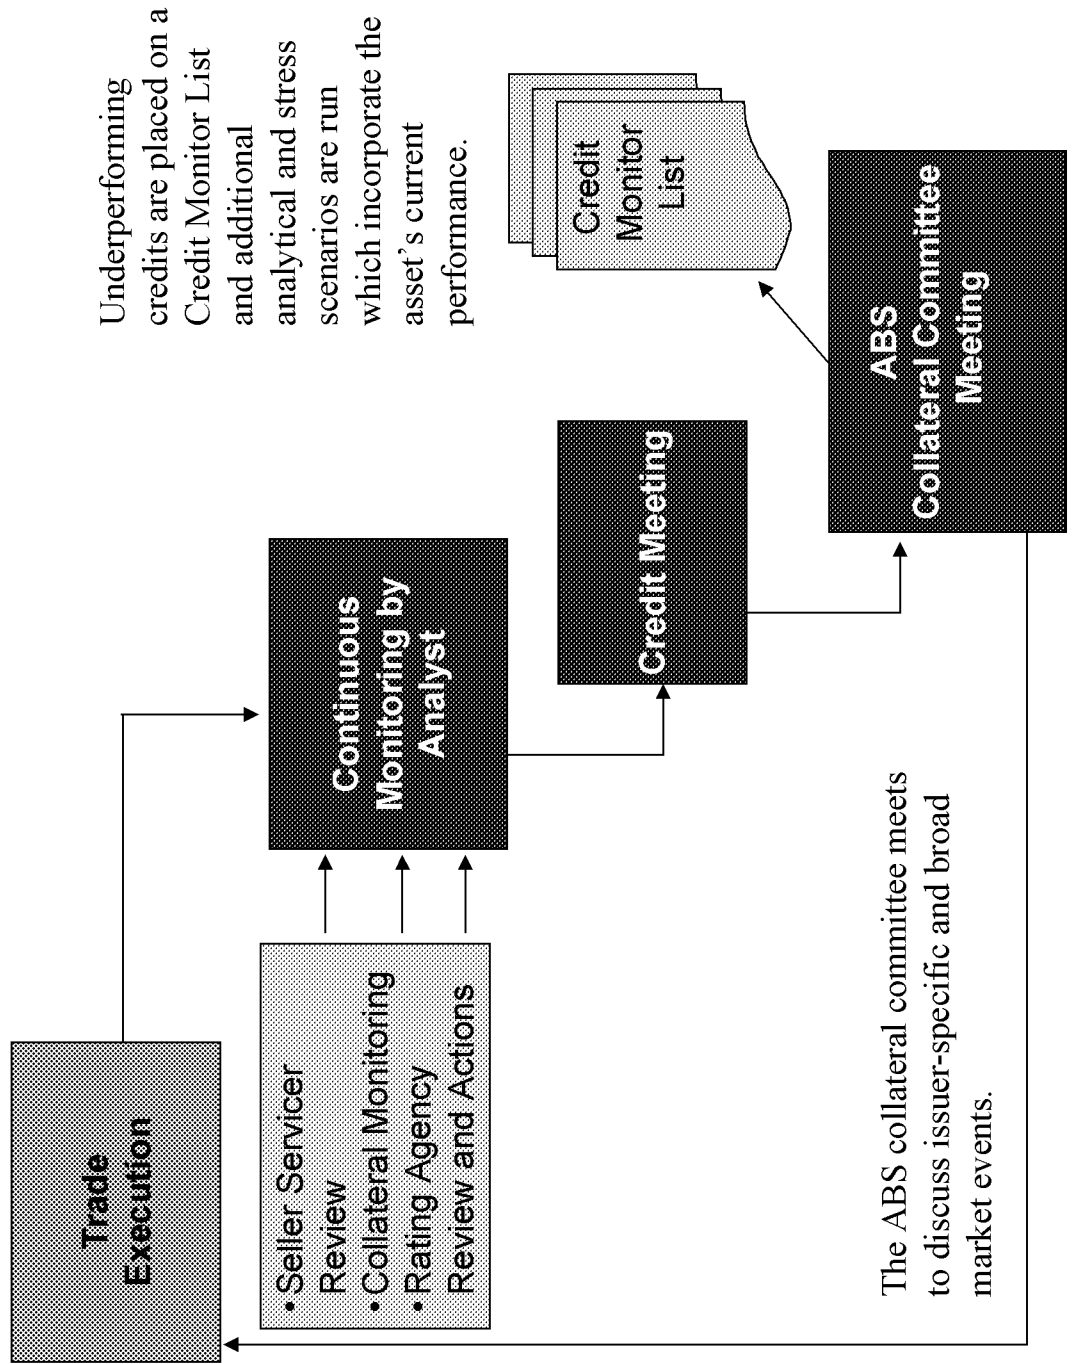 Trade
Execution
• Seller Servicer
Review
• Collateral Monitoring
• Rating Agency
Review and Actions
Continuous
Monitoring by
Analyst
Credit Meeting
ABS
Collateral Committee
Meeting
Credit
Monitor
List
Underperforming
credits are placed on a
Credit Monitor List
and additional
analytical and stress
scenarios are run
which incorporate the
asset’s current
performance.
The ABS collateral committee meets
to discuss issuer-specific and broad
market events.